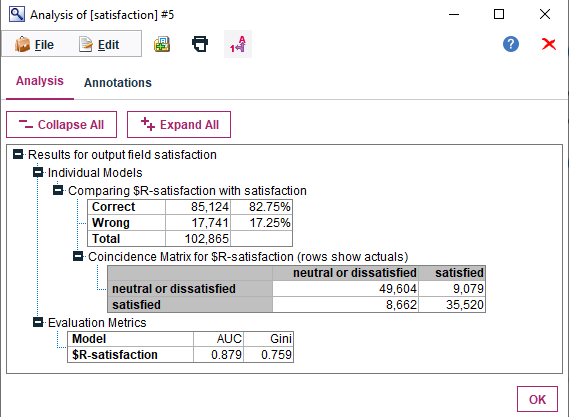 Analysis of [satisfaction] #5
File Edit
Analysis Annotations
Collapse All Expand All
Results for output field satisfaction
Individual Models
Comparing $R-satisfaction with satisfaction
Correct 85,124 82.75%
Wrong 17,741 17.25%
Total 102,865
Coincidence Matrix for $R-satisfaction (rows show actuals)
neutral or dissatisfied satisfied
neutral or dissatisfied 49,604 9,079
satisfied 8,662 35,520
Evaluation Metrics
Model AUC Gini
$R-satisfaction 0.879 0.759
OK